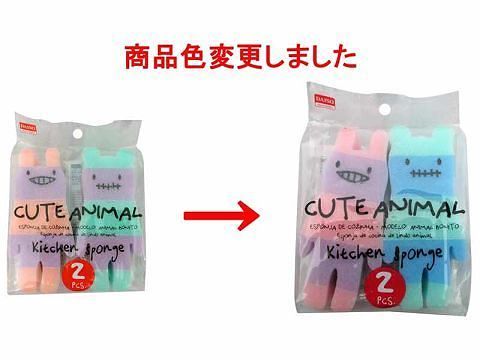 商品色変更しました
DAISO
CUTE ANIMAL
ESPONJA DE COZINHA - MODELO ANIMAL BONITO
Esponja de cocina de lindo animal
Kitchen Sponge
2
PCS.
DAISO
CUTE ANIMAL
ESPONJA DE COZINHA - MODELO ANIMAL BONITO
Esponja de cocina de lindo animal
Kitchen Sponge
2
PCS.